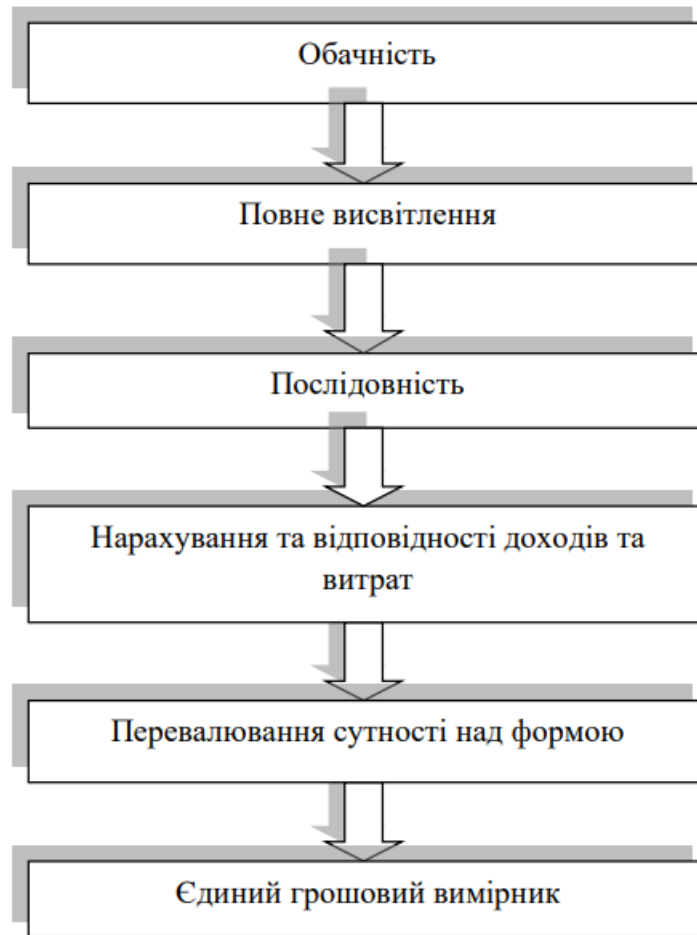 Обачність
Повне висвітлення
Послідовність
Нарахування та відповідності доходів та
витрат
Перевалювання сутності над формою
Єдиний грошовий вимірник